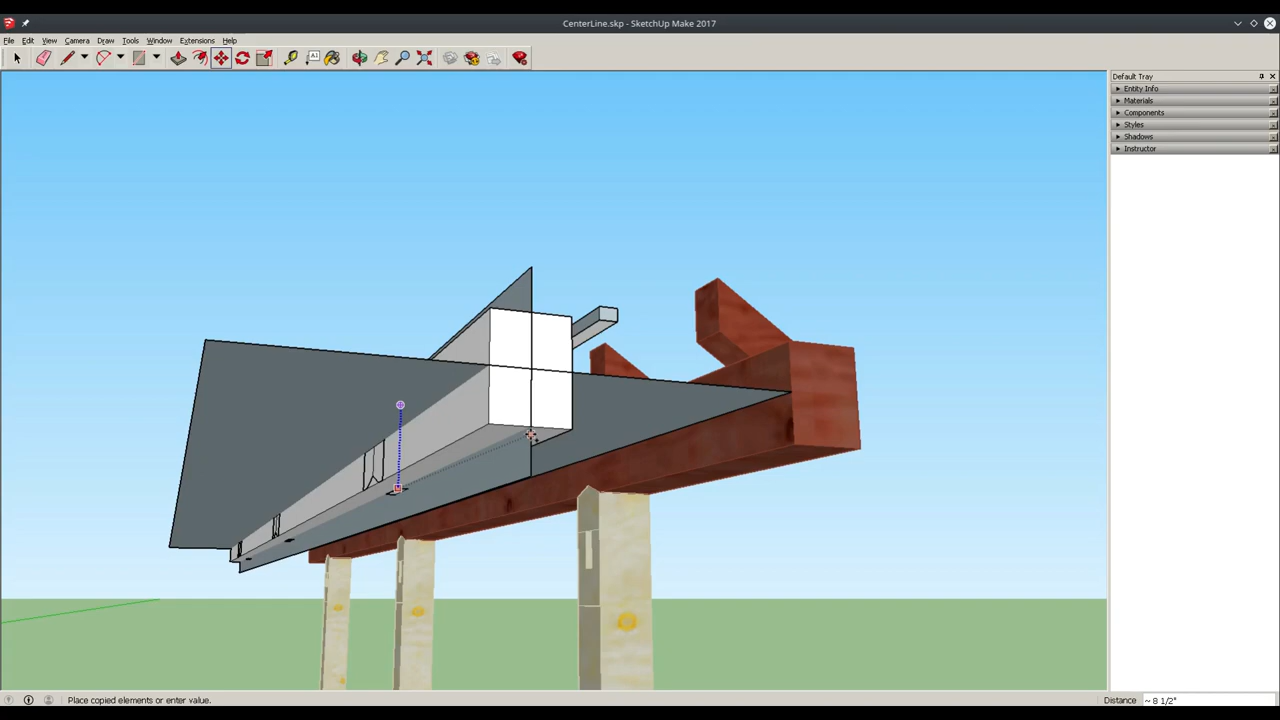 CenterLine.skp - SketchUp Make 2017
File Edit View Camera Draw Tools Window Extensions Help
A1
Default Tray
Entity Info
Materials
Components
Styles
Shadows
Instructor
Place copied elements or enter value.
Distance ~ 8 1/2"